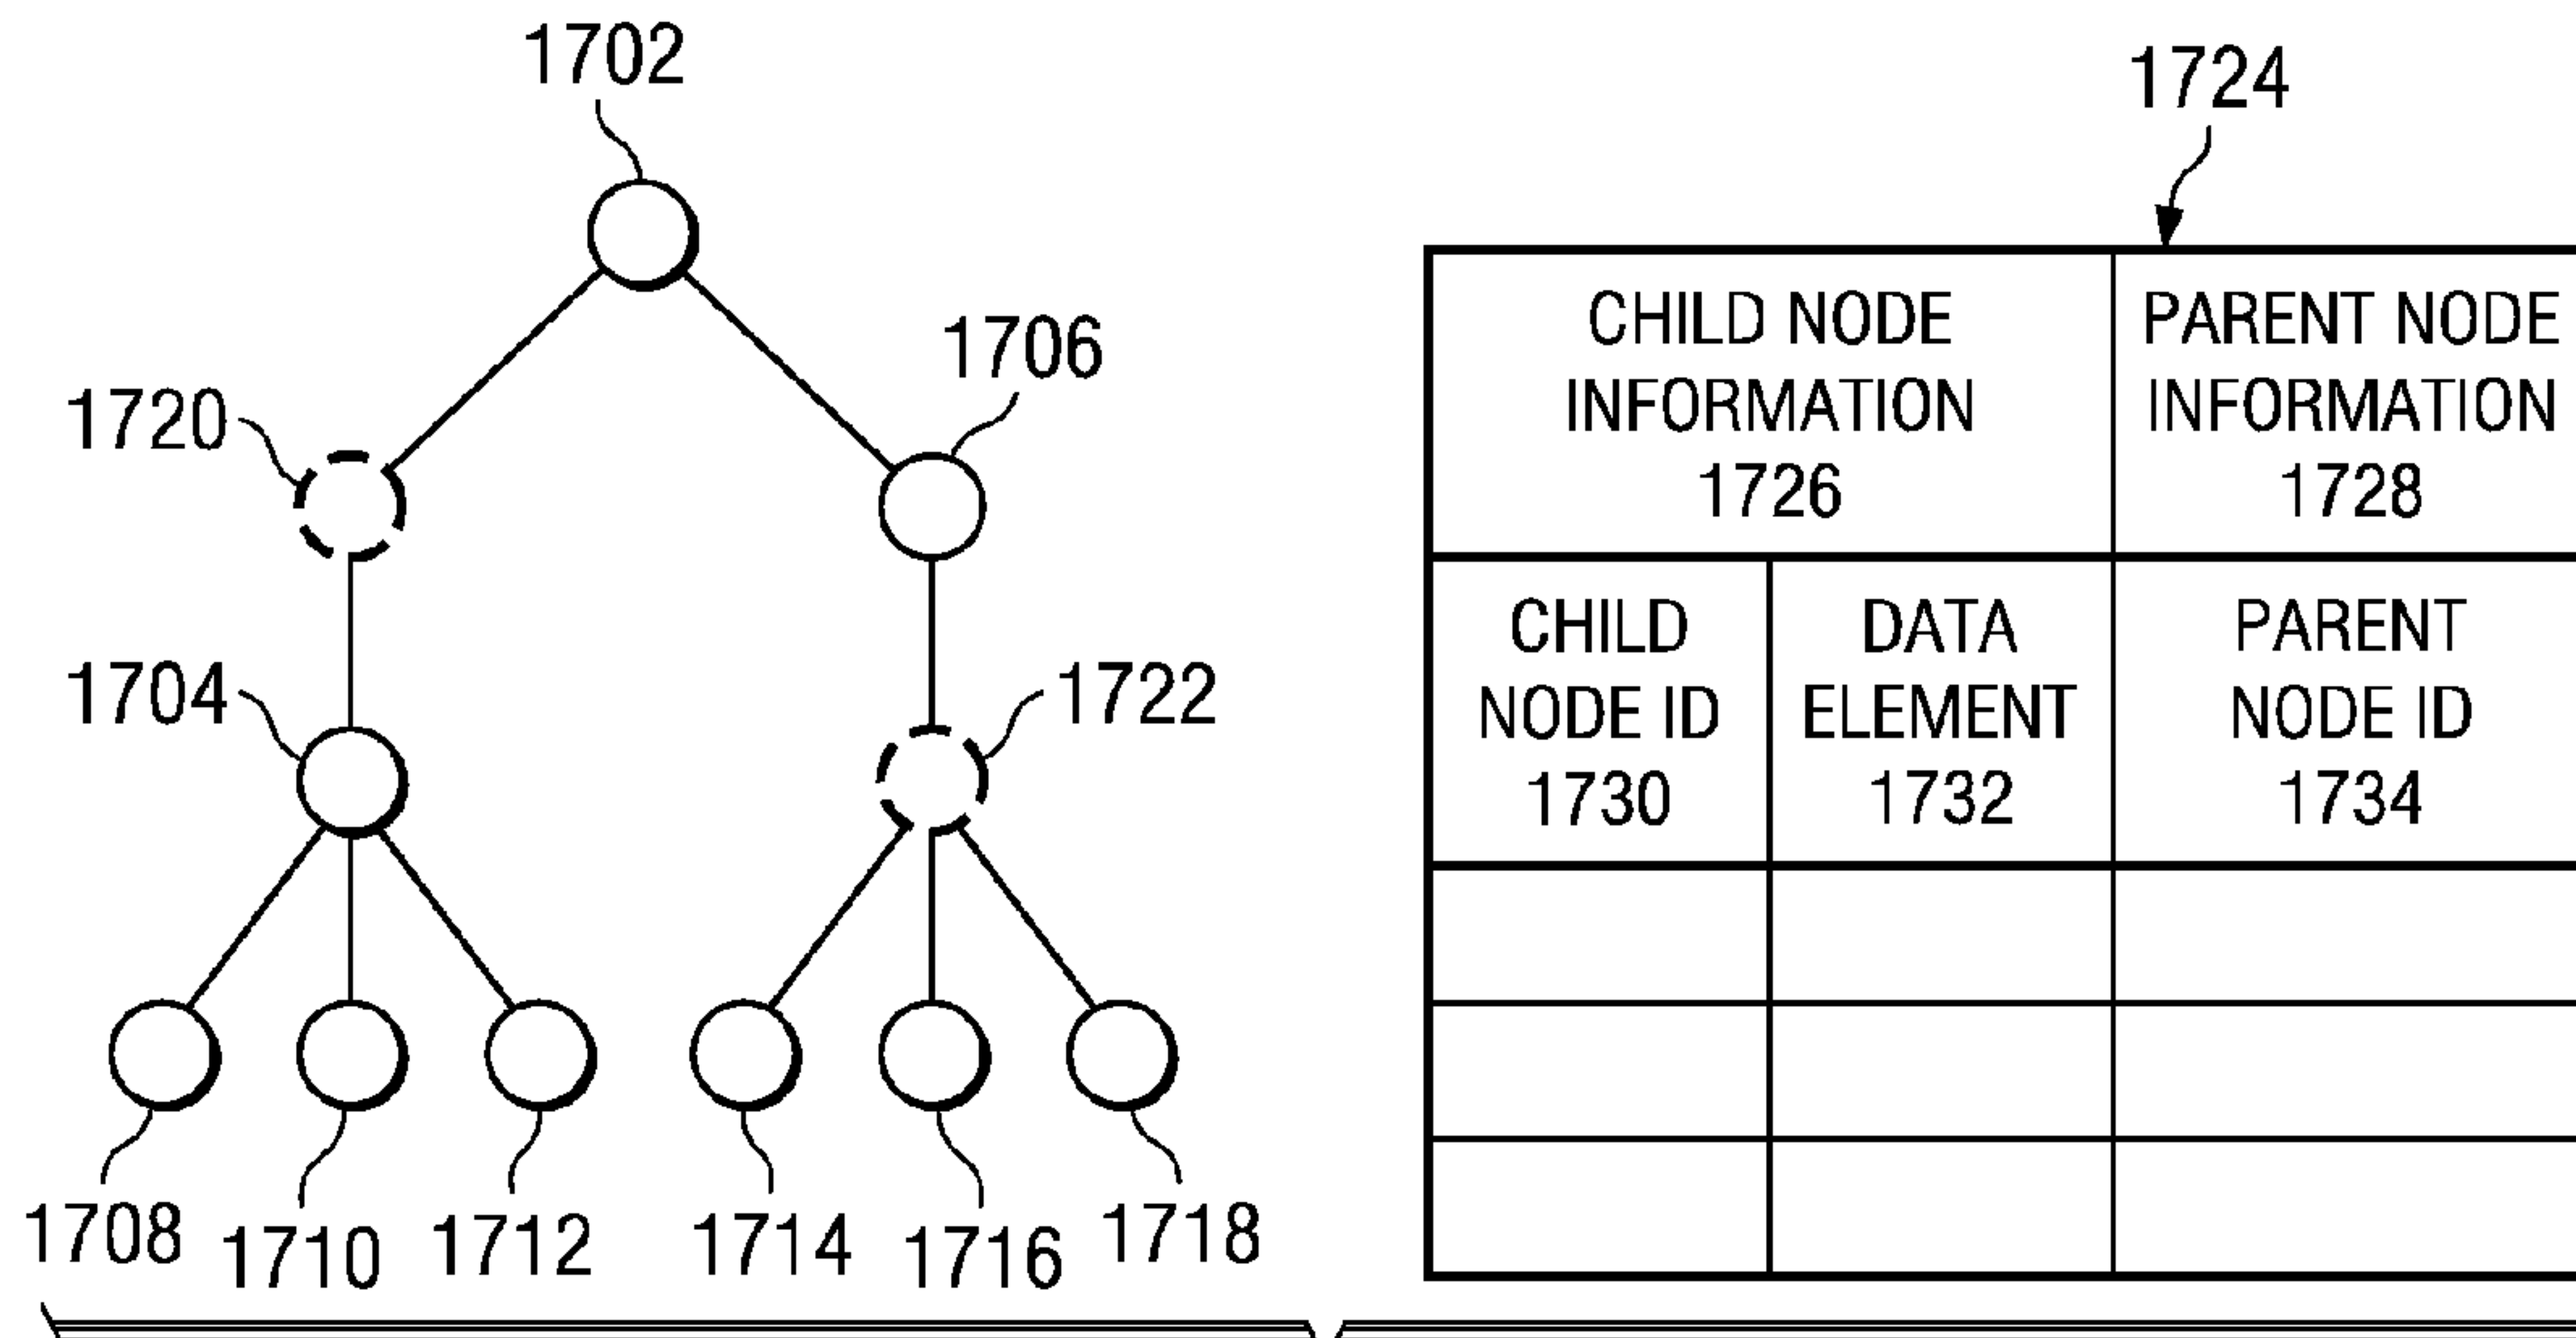 1702
1706
1720
1704
1722
1708
1710
1712
1714
1716
1718
1724
CHILD NODE
INFORMATION
1726
PARENT NODE
INFORMATION
1728
CHILD
NODE ID
1730
DATA
ELEMENT
1732
PARENT
NODE ID
1734